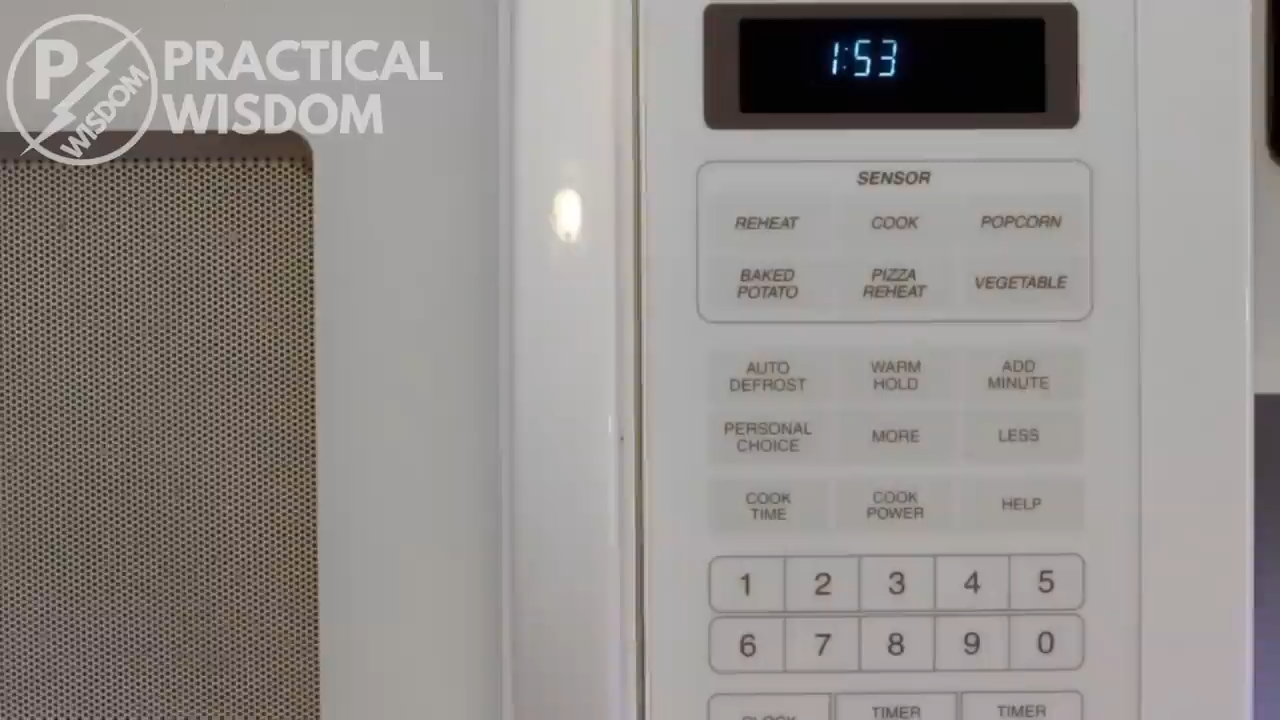 P
WISDOM
PRACTICAL
WISDOM
1:53
SENSOR
REHEAT COOK POPCORN
BAKED
POTATO
PIZZA
REHEAT
VEGETABLE
AUTO
DEFROST
WARM
HOLD
ADD
MINUTE
PERSONAL
CHOICE
MORE
LESS
COOK
TIME
COOK
POWER
HELP
1 2 3 4 5
6 7 8 9 0
CLOCK
TIMER
TIMER